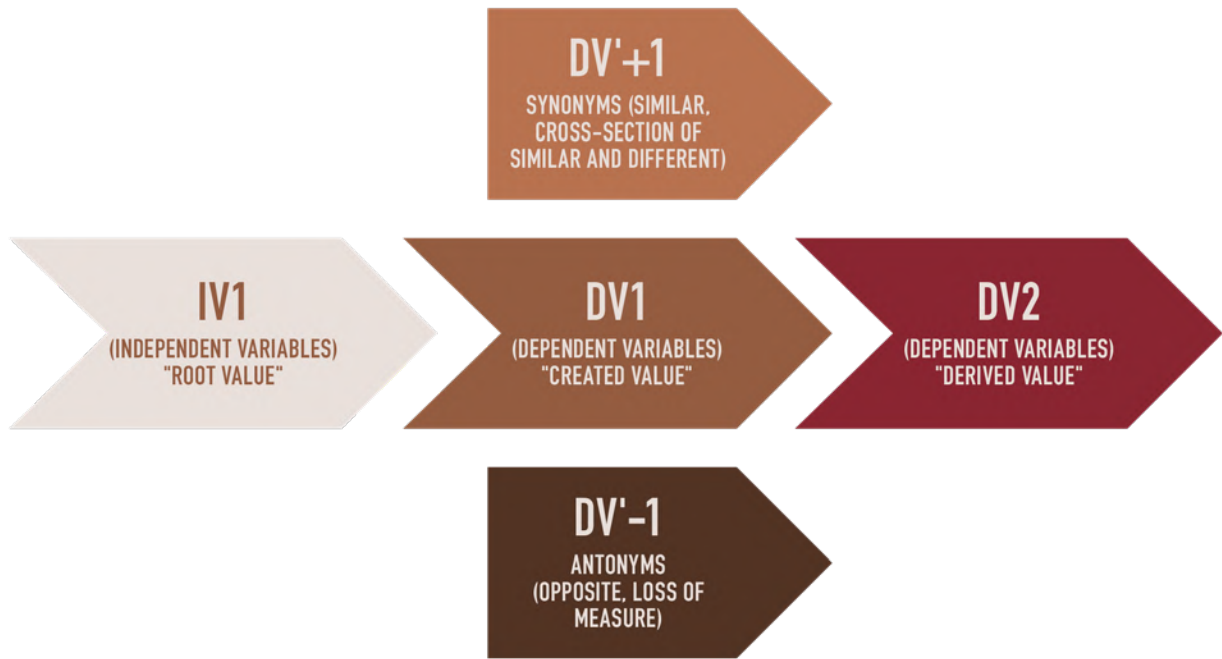 DV'+1
SYNONYMS (SIMILAR,
CROSS-SECTION OF
SIMILAR AND DIFFERENT)
IV1
(INDEPENDENT VARIABLES)
"ROOT VALUE"
DV1
(DEPENDENT VARIABLES)
"CREATED VALUE"
DV2
(DEPENDENT VARIABLES)
"DERIVED VALUE"
DV'-1
ANTONYMS
(OPPOSITE, LOSS OF
MEASURE)